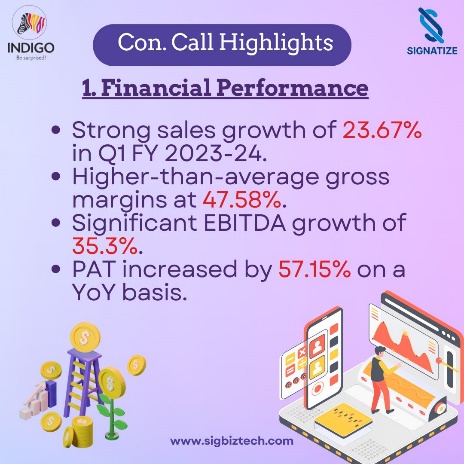 INDIGO
Be surprised!
Con. Call Highlights
SIGNATIZE
1. Financial Performance
• Strong sales growth of 23.67%
in Q1 FY 2023-24.
• Higher-than-average gross
margins at 47.58%.
• Significant EBITDA growth of
35.3%.
• PAT increased by 57.15% on a
YoY basis.
www.sigbiztech.com